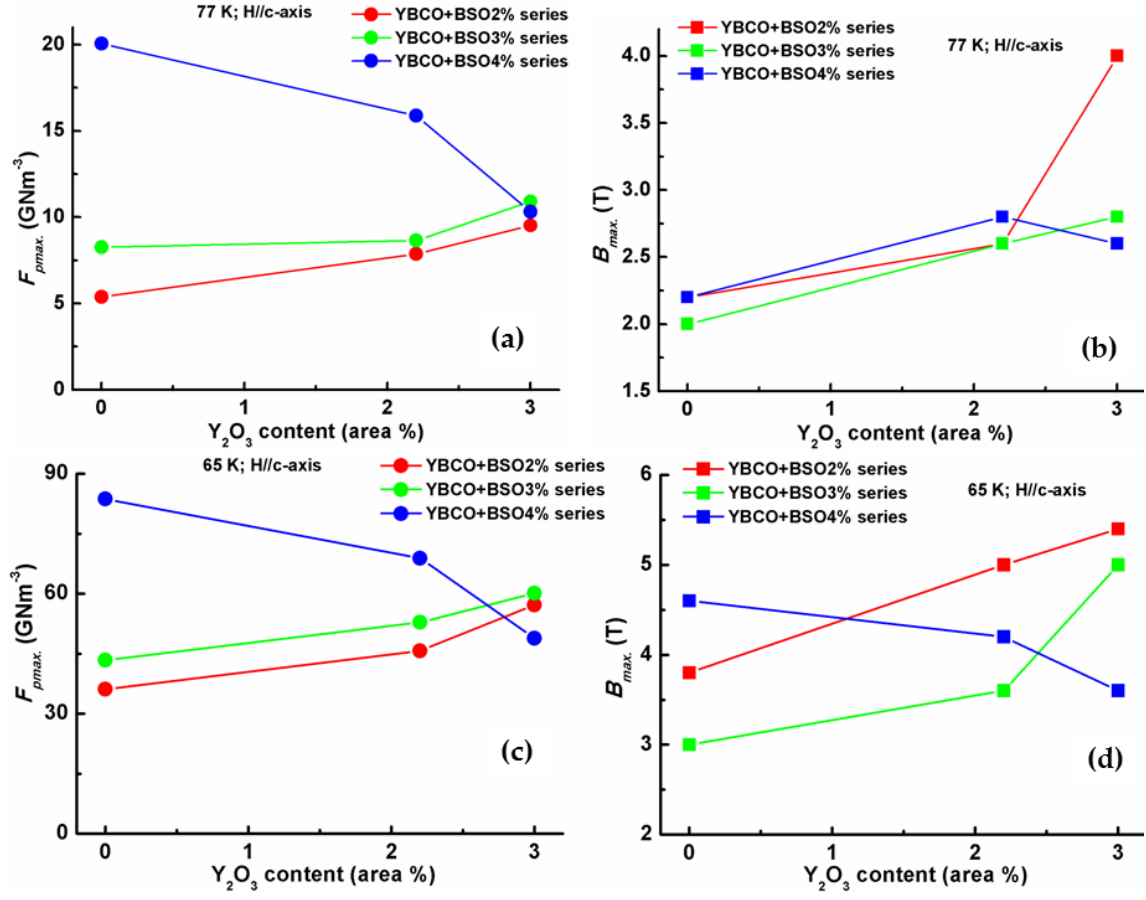 77 K; H//c-axis
YBCO+BSO2% series
YBCO+BSO3% series
YBCO+BSO4% series
20
15
10
5
0
F_pmax. (GNm⁻³)
(a)
0 1 2 3
Y₂O₃ content (area %)
YBCO+BSO2% series
YBCO+BSO3% series
YBCO+BSO4% series
77 K; H//c-axis
4.0
3.5
3.0
2.5
2.0
1.5
B_max. (T)
(b)
0 1 2 3
Y₂O₃ content (area %)
65 K; H//c-axis
YBCO+BSO2% series
YBCO+BSO3% series
YBCO+BSO4% series
90
60
30
0
F_pmax. (GNm⁻³)
(c)
0 1 2 3
Y₂O₃ content (area %)
YBCO+BSO2% series
YBCO+BSO3% series
YBCO+BSO4% series
65 K; H//c-axis
6
5
4
3
2
B_max. (T)
(d)
0 1 2 3
Y₂O₃ content (area %)